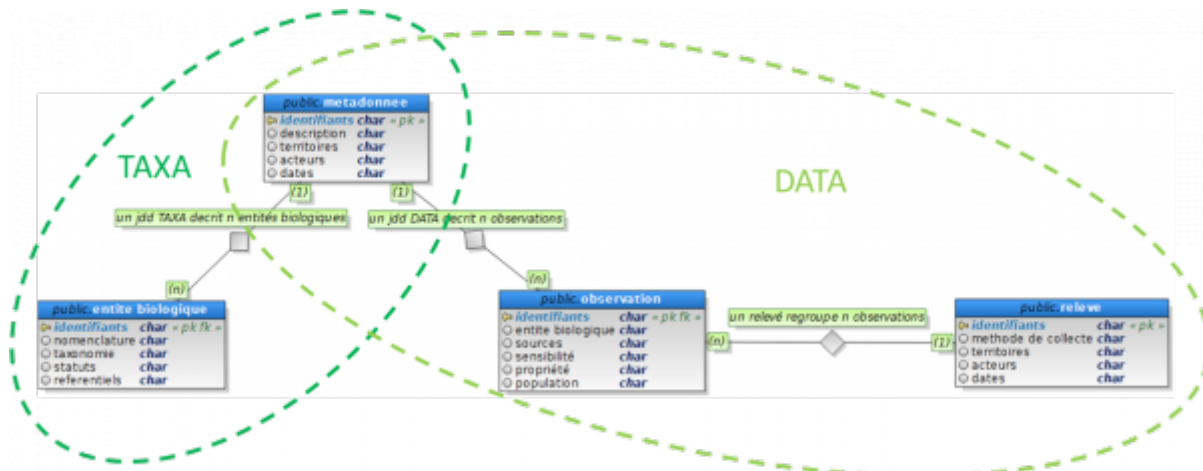 TAXA
DATA
public.metadonnee
identifiants char « pk »
description char
territoires char
acteurs char
dates char
(1)
(1)
un jdd TAXA decrit n entités biologiques
un jdd DATA decrit n observations
(n)
(n)
public.entite biologique
identifiants char « pk fk »
nomenclature char
taxonomie char
statuts char
referentiels char
public.observation
identifiants char « pk fk »
entite biologique char
sources char
sensibilité char
propriété char
population char
un relevé regroupe n observations
(n)
(1)
public.releve
identifiants char « pk »
methode de collecte char
territoires char
acteurs char
dates char